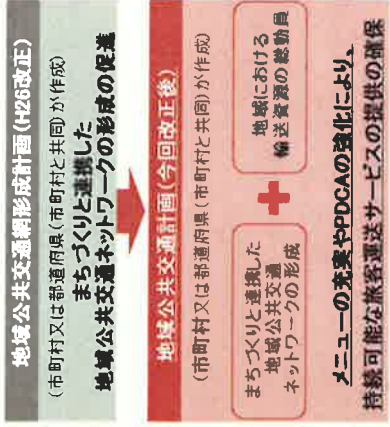 地域公共交通網形成計画(H26改正)
(市町村又は都道府県(市町村と共同)が作成)
まちづくりと連携した
地域公共交通ネットワークの形成の促進
地域公共交通計画(今回改正後)
(市町村又は都道府県(市町村と共同)が作成)
まちづくりと連携した
地域公共交通
ネットワークの形成
地域における
輸送資源の総動員
メニューの充実やPDCAの強化により、
持続可能な旅客運送サービスの提供の確保